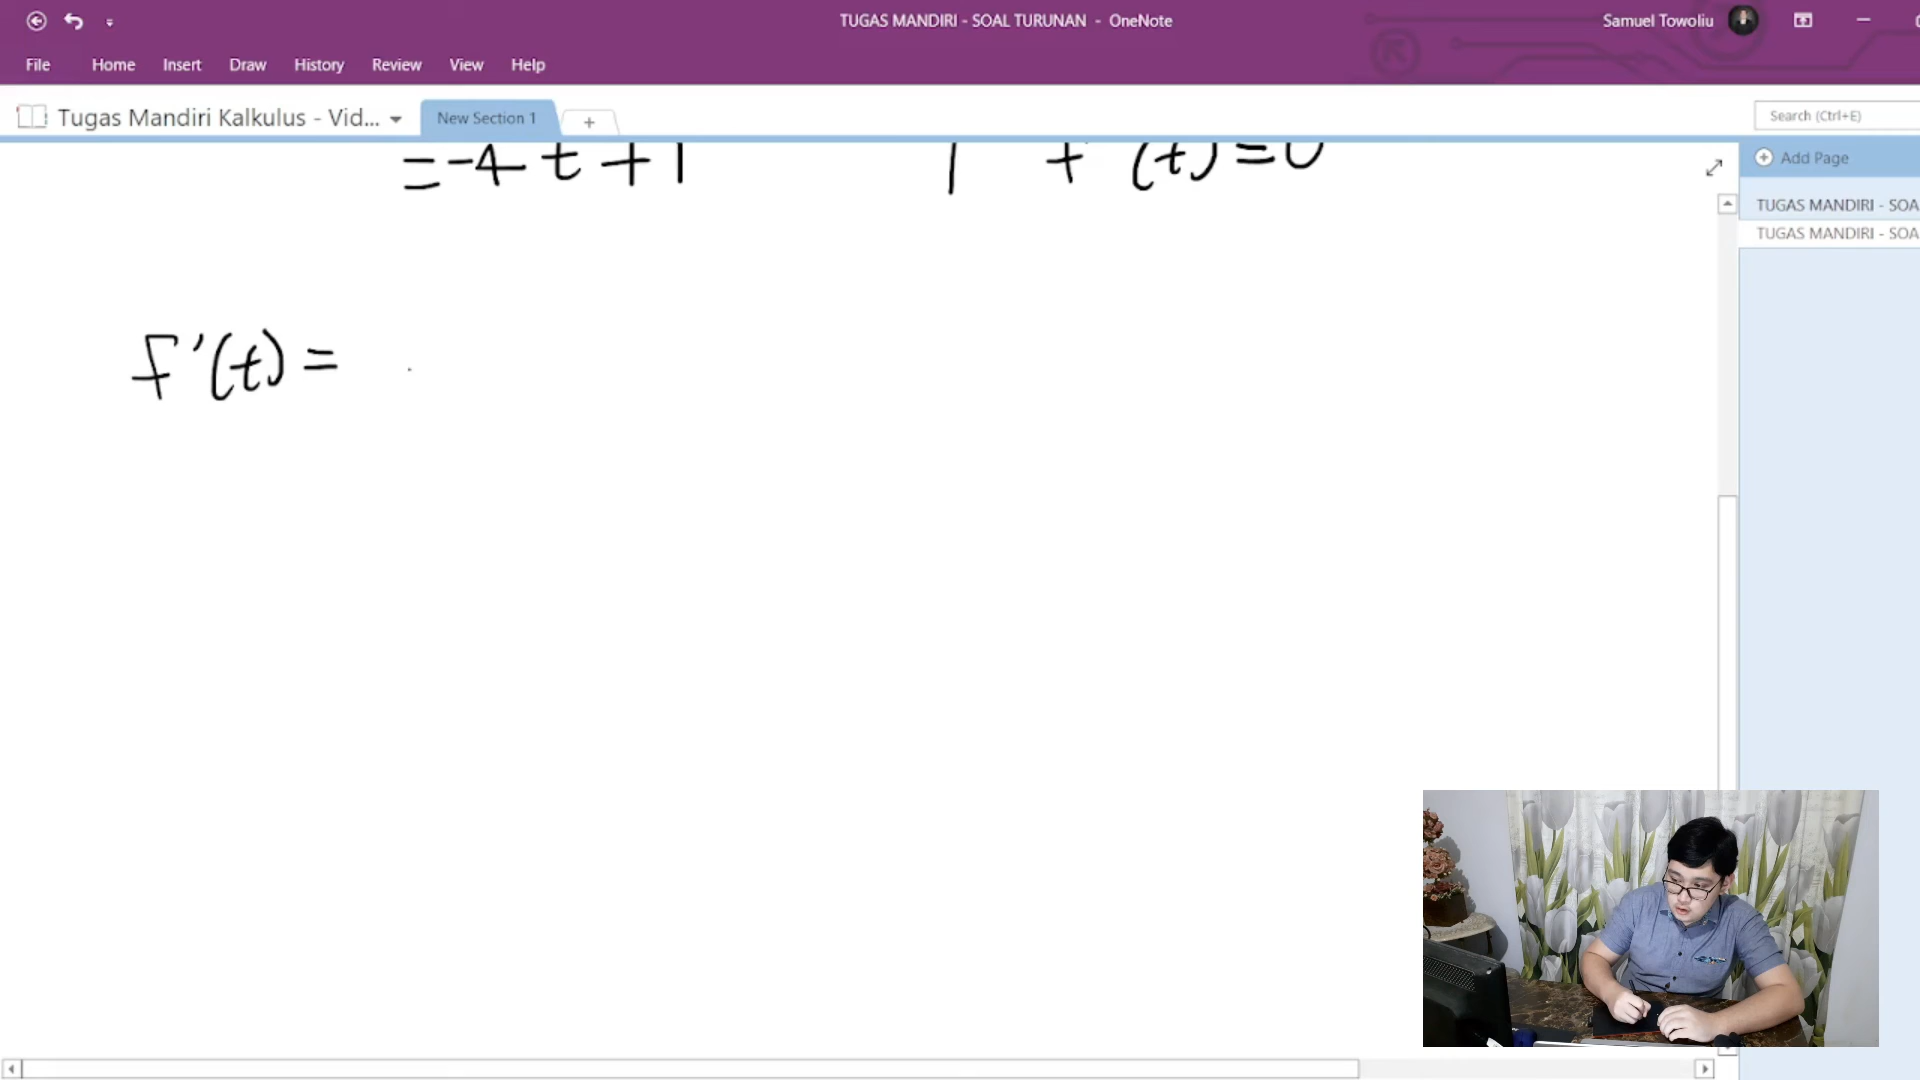 TUGAS MANDIRI - SOAL TURUNAN - OneNote
Samuel Towoliu
File Home Insert Draw History Review View Help
Tugas Mandiri Kalkulus - Vid...
New Section 1
+
Search (Ctrl+E)
Add Page
TUGAS MANDIRI - SOA
TUGAS MANDIRI - SOA
= -4t + 1
f'(t) =